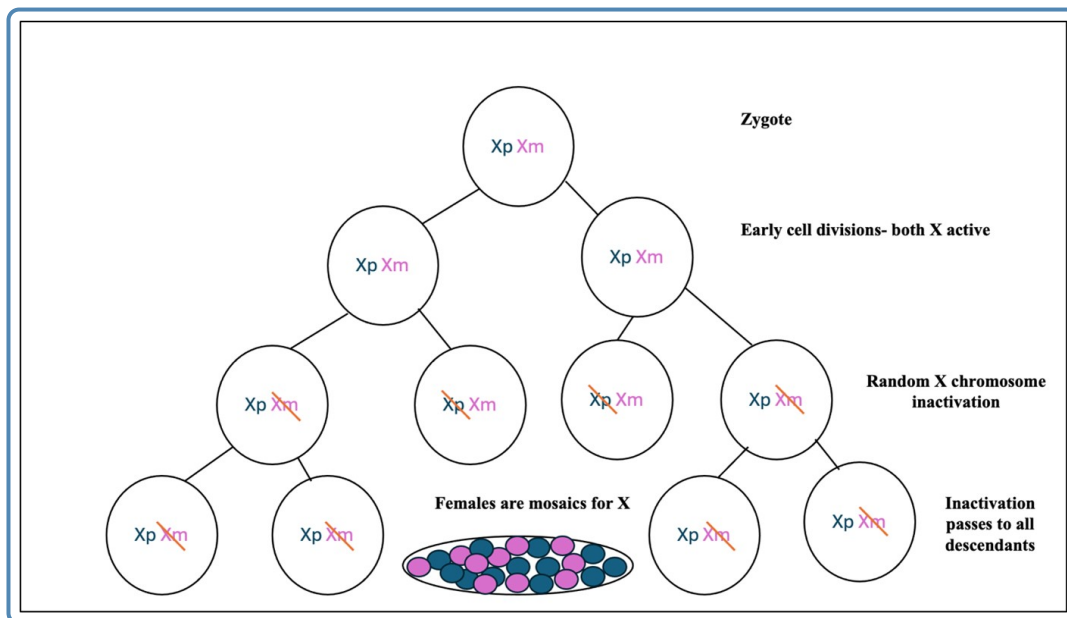 Zygote
Xp Xm
Early cell divisions- both X active
Xp Xm
Xp Xm
Random X chromosome
inactivation
Xp Xm
Xp Xm
Xp Xm
Xp Xm
Females are mosaics for X
Inactivation
passes to all
descendants
Xp Xm
Xp Xm
Xp Xm
Xp Xm